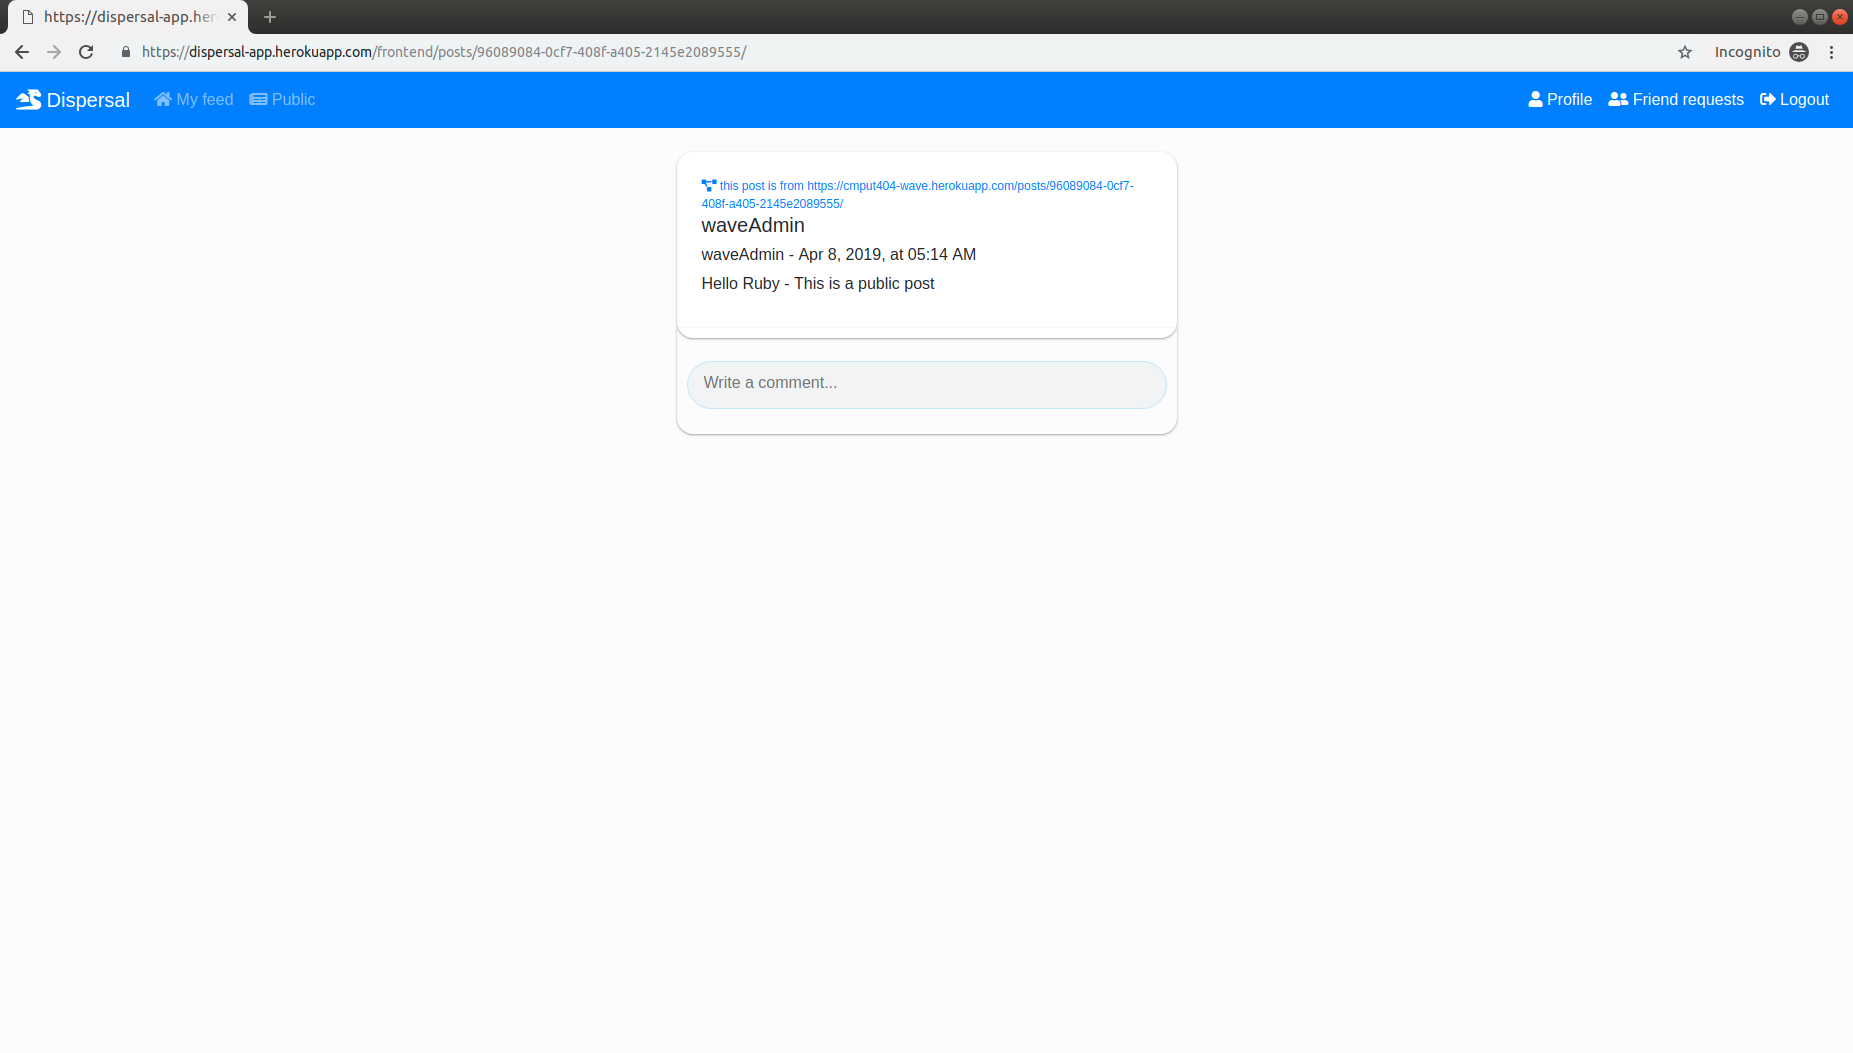 https://dispersal-app.her
https://dispersal-app.herokuapp.com/frontend/posts/96089084-0cf7-408f-a405-2145e2089555/
Incognito
Dispersal My feed Public Profile Friend requests Logout
this post is from https://cmput404-wave.herokuapp.com/posts/96089084-0cf7-
408f-a405-2145e2089555/
waveAdmin
waveAdmin - Apr 8, 2019, at 05:14 AM
Hello Ruby - This is a public post
Write a comment...